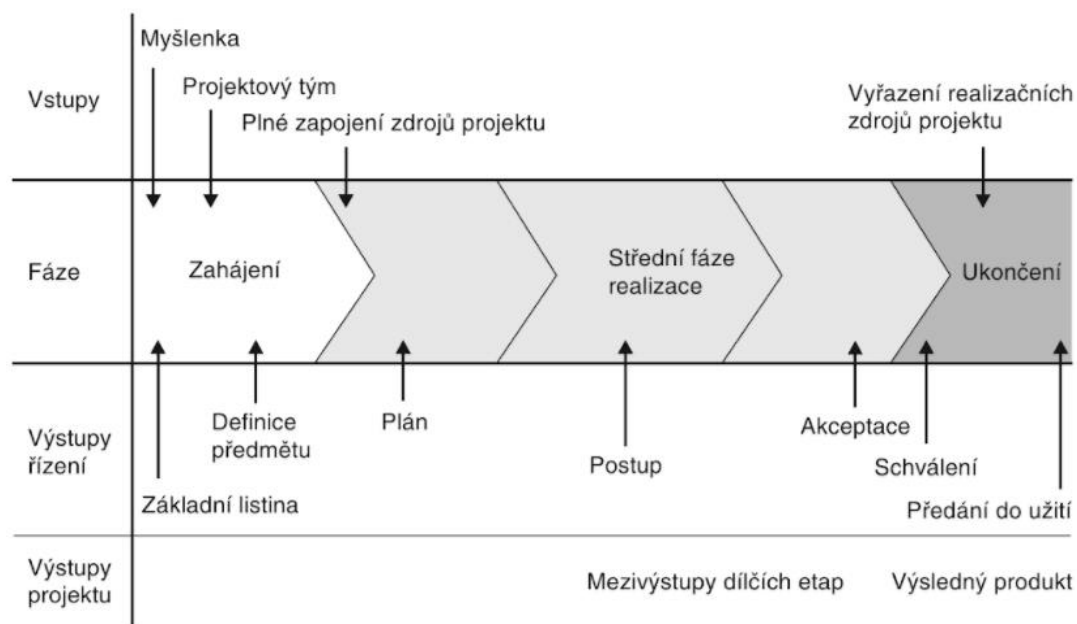 Myšlenka
Projektový tým
Plné zapojení zdrojů projektu
Vyřazení realizačních
zdrojů projektu
Vstupy
Fáze
Zahájení
Střední fáze
realizace
Ukončení
Výstupy
řízení
Definice
předmětu
Plán
Postup
Akceptace
Schválení
Základní listina
Předání do užití
Výstupy
projektu
Mezivýstupy dílčích etap
Výsledný produkt